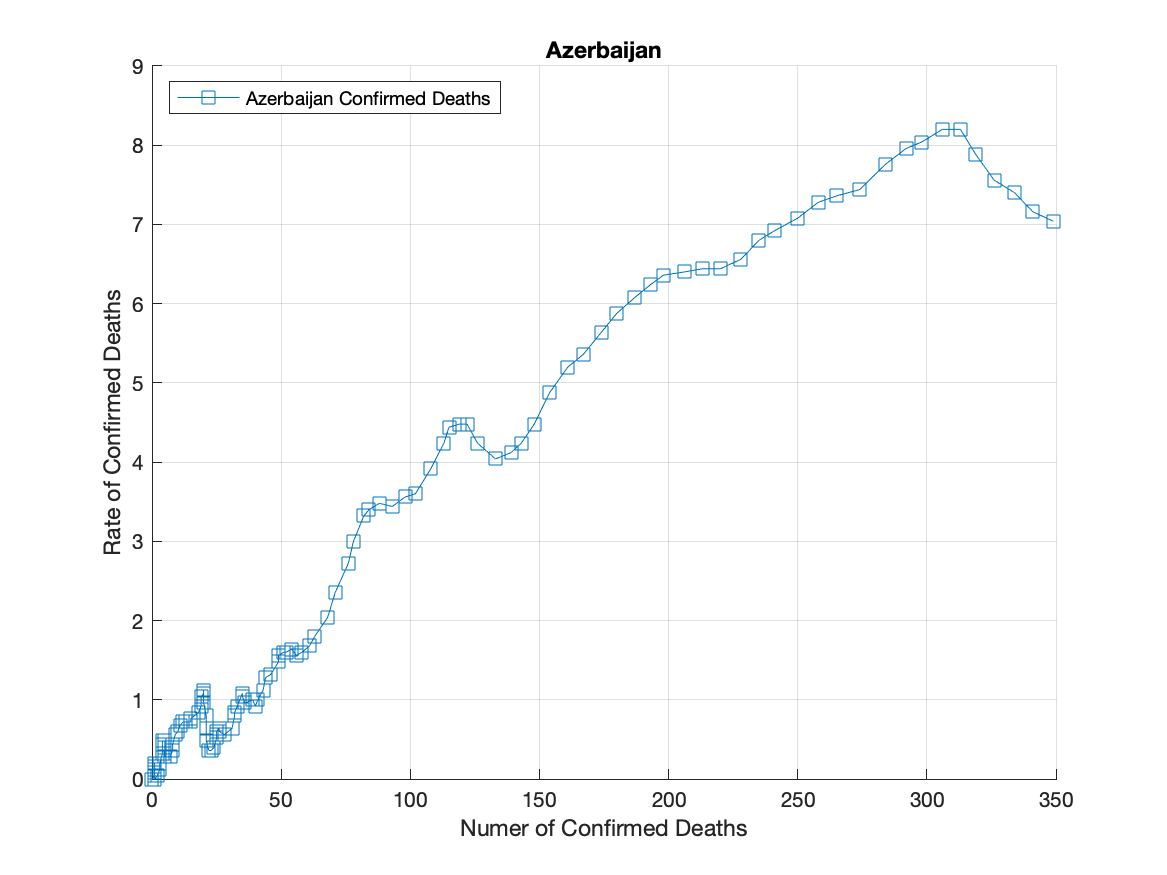 Azerbaijan
Azerbaijan Confirmed Deaths
9
8
7
6
5
4
3
2
1
0
Rate of Confirmed Deaths
0 50 100 150 200 250 300 350
Numer of Confirmed Deaths